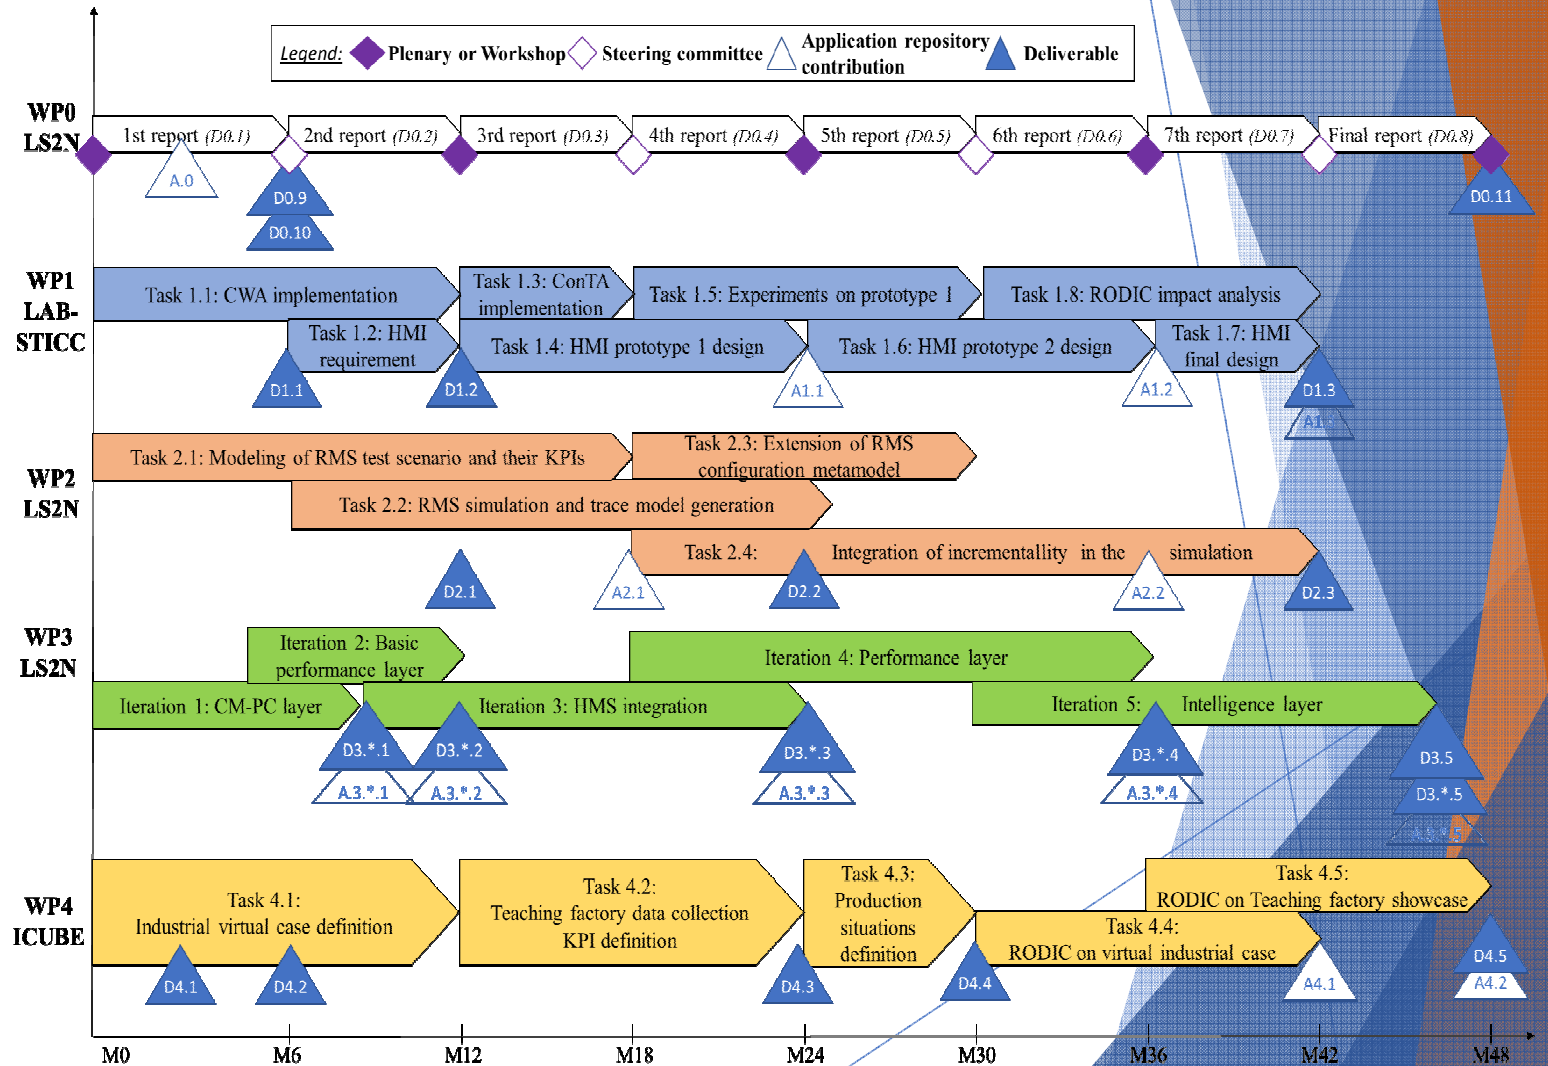 Legend:
Plenary or Workshop
Steering committee
Application repository
contribution
Deliverable
WP0
LS2N
1st report (D0.1)
2nd report (D0.2)
3rd report (D0.3)
4th report (D0.4)
5th report (D0.5)
6th report (D0.6)
7th report (D0.7)
Final report (D0.8)
A.0
D0.9
D0.10
D0.11
WP1
LAB-
STICC
Task 1.1: CWA implementation
Task 1.3: ConTA
implementation
Task 1.5: Experiments on prototype 1
Task 1.8: RODIC impact analysis
Task 1.2: HMI
requirement
Task 1.4: HMI prototype 1 design
Task 1.6: HMI prototype 2 design
Task 1.7: HMI
final design
D1.1
D1.2
A1.1
A1.2
D1.3
WP2
LS2N
Task 2.1: Modeling of RMS test scenario and their KPIs
Task 2.3: Extension of RMS
configuration metamodel
Task 2.2: RMS simulation and trace model generation
Task 2.4: Integration of incrementallity in the simulation
D2.1
A2.1
D2.2
A2.2
D2.3
WP3
LS2N
Iteration 2: Basic
performance layer
Iteration 4: Performance layer
Iteration 1: CM-PC layer
Iteration 3: HMS integration
Iteration 5: Intelligence layer
D3.*.1
D3.*.2
D3.*.3
D3.*.4
D3.5
A.3.*.1
A.3.*.2
A.3.*.3
A.3.*.4
D3.*.5
WP4
ICUBE
Task 4.1:
Industrial virtual case definition
Task 4.2:
Teaching factory data collection
KPI definition
Task 4.3:
Production
situations
definition
Task 4.5:
RODIC on Teaching factory showcase
Task 4.4:
RODIC on virtual industrial case
D4.1
D4.2
D4.3
D4.4
A4.1
D4.5
A4.2
M0
M6
M12
M18
M24
M30
M36
M42
M48